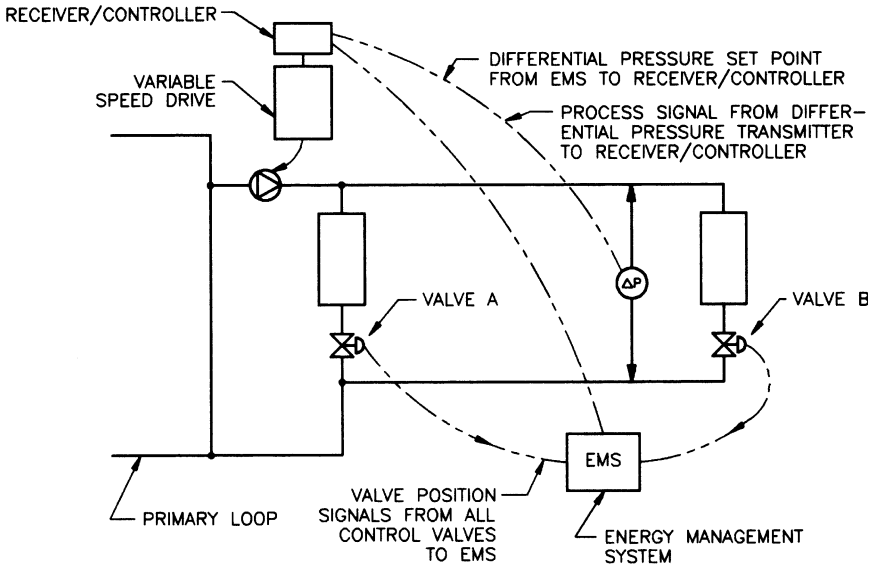 RECEIVER/CONTROLLER
VARIABLE
SPEED DRIVE
DIFFERENTIAL PRESSURE SET POINT
FROM EMS TO RECEIVER/CONTROLLER
PROCESS SIGNAL FROM DIFFER-
ENTIAL PRESSURE TRANSMITTER
TO RECEIVER/CONTROLLER
ΔP
VALVE A
VALVE B
EMS
PRIMARY LOOP
VALVE POSITION
SIGNALS FROM ALL
CONTROL VALVES
TO EMS
ENERGY MANAGEMENT
SYSTEM